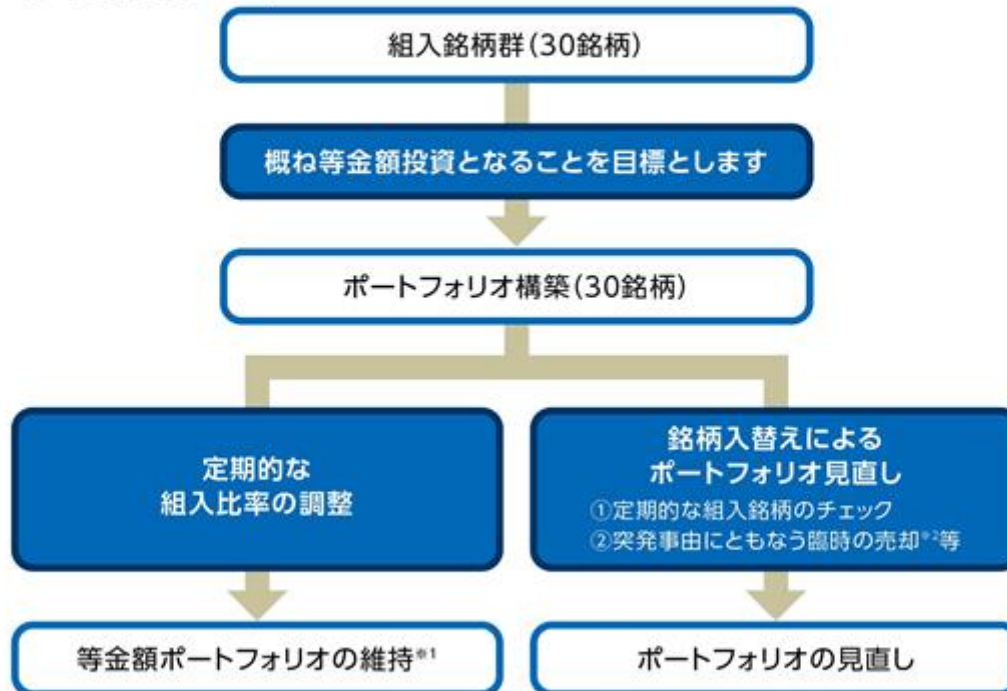 組入銘柄群(30銘柄)
概ね等金額投資となることを目標とします
ポートフォリオ構築(30銘柄)
定期的な
組入比率の調整
銘柄入替えによる
ポートフォリオ見直し
①定期的な組入銘柄のチェック
②突発事由にともなう臨時の売却※2等
等金額ポートフォリオの維持※1
ポートフォリオの見直し